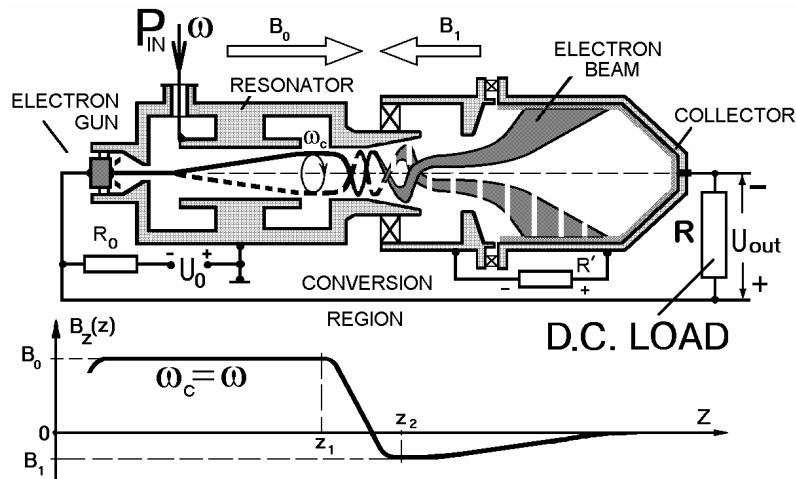 P_IN ω
B₀
B₁
ELECTRON
BEAM
RESONATOR
ELECTRON
GUN
COLLECTOR
ω_c
R₀
- U₀ +
CONVERSION
REGION
- R′ +
R
-
U_out
+
D.C. LOAD
B_z(z)
B₀
ω_c = ω
0
z₁
z₂
Z
B₁